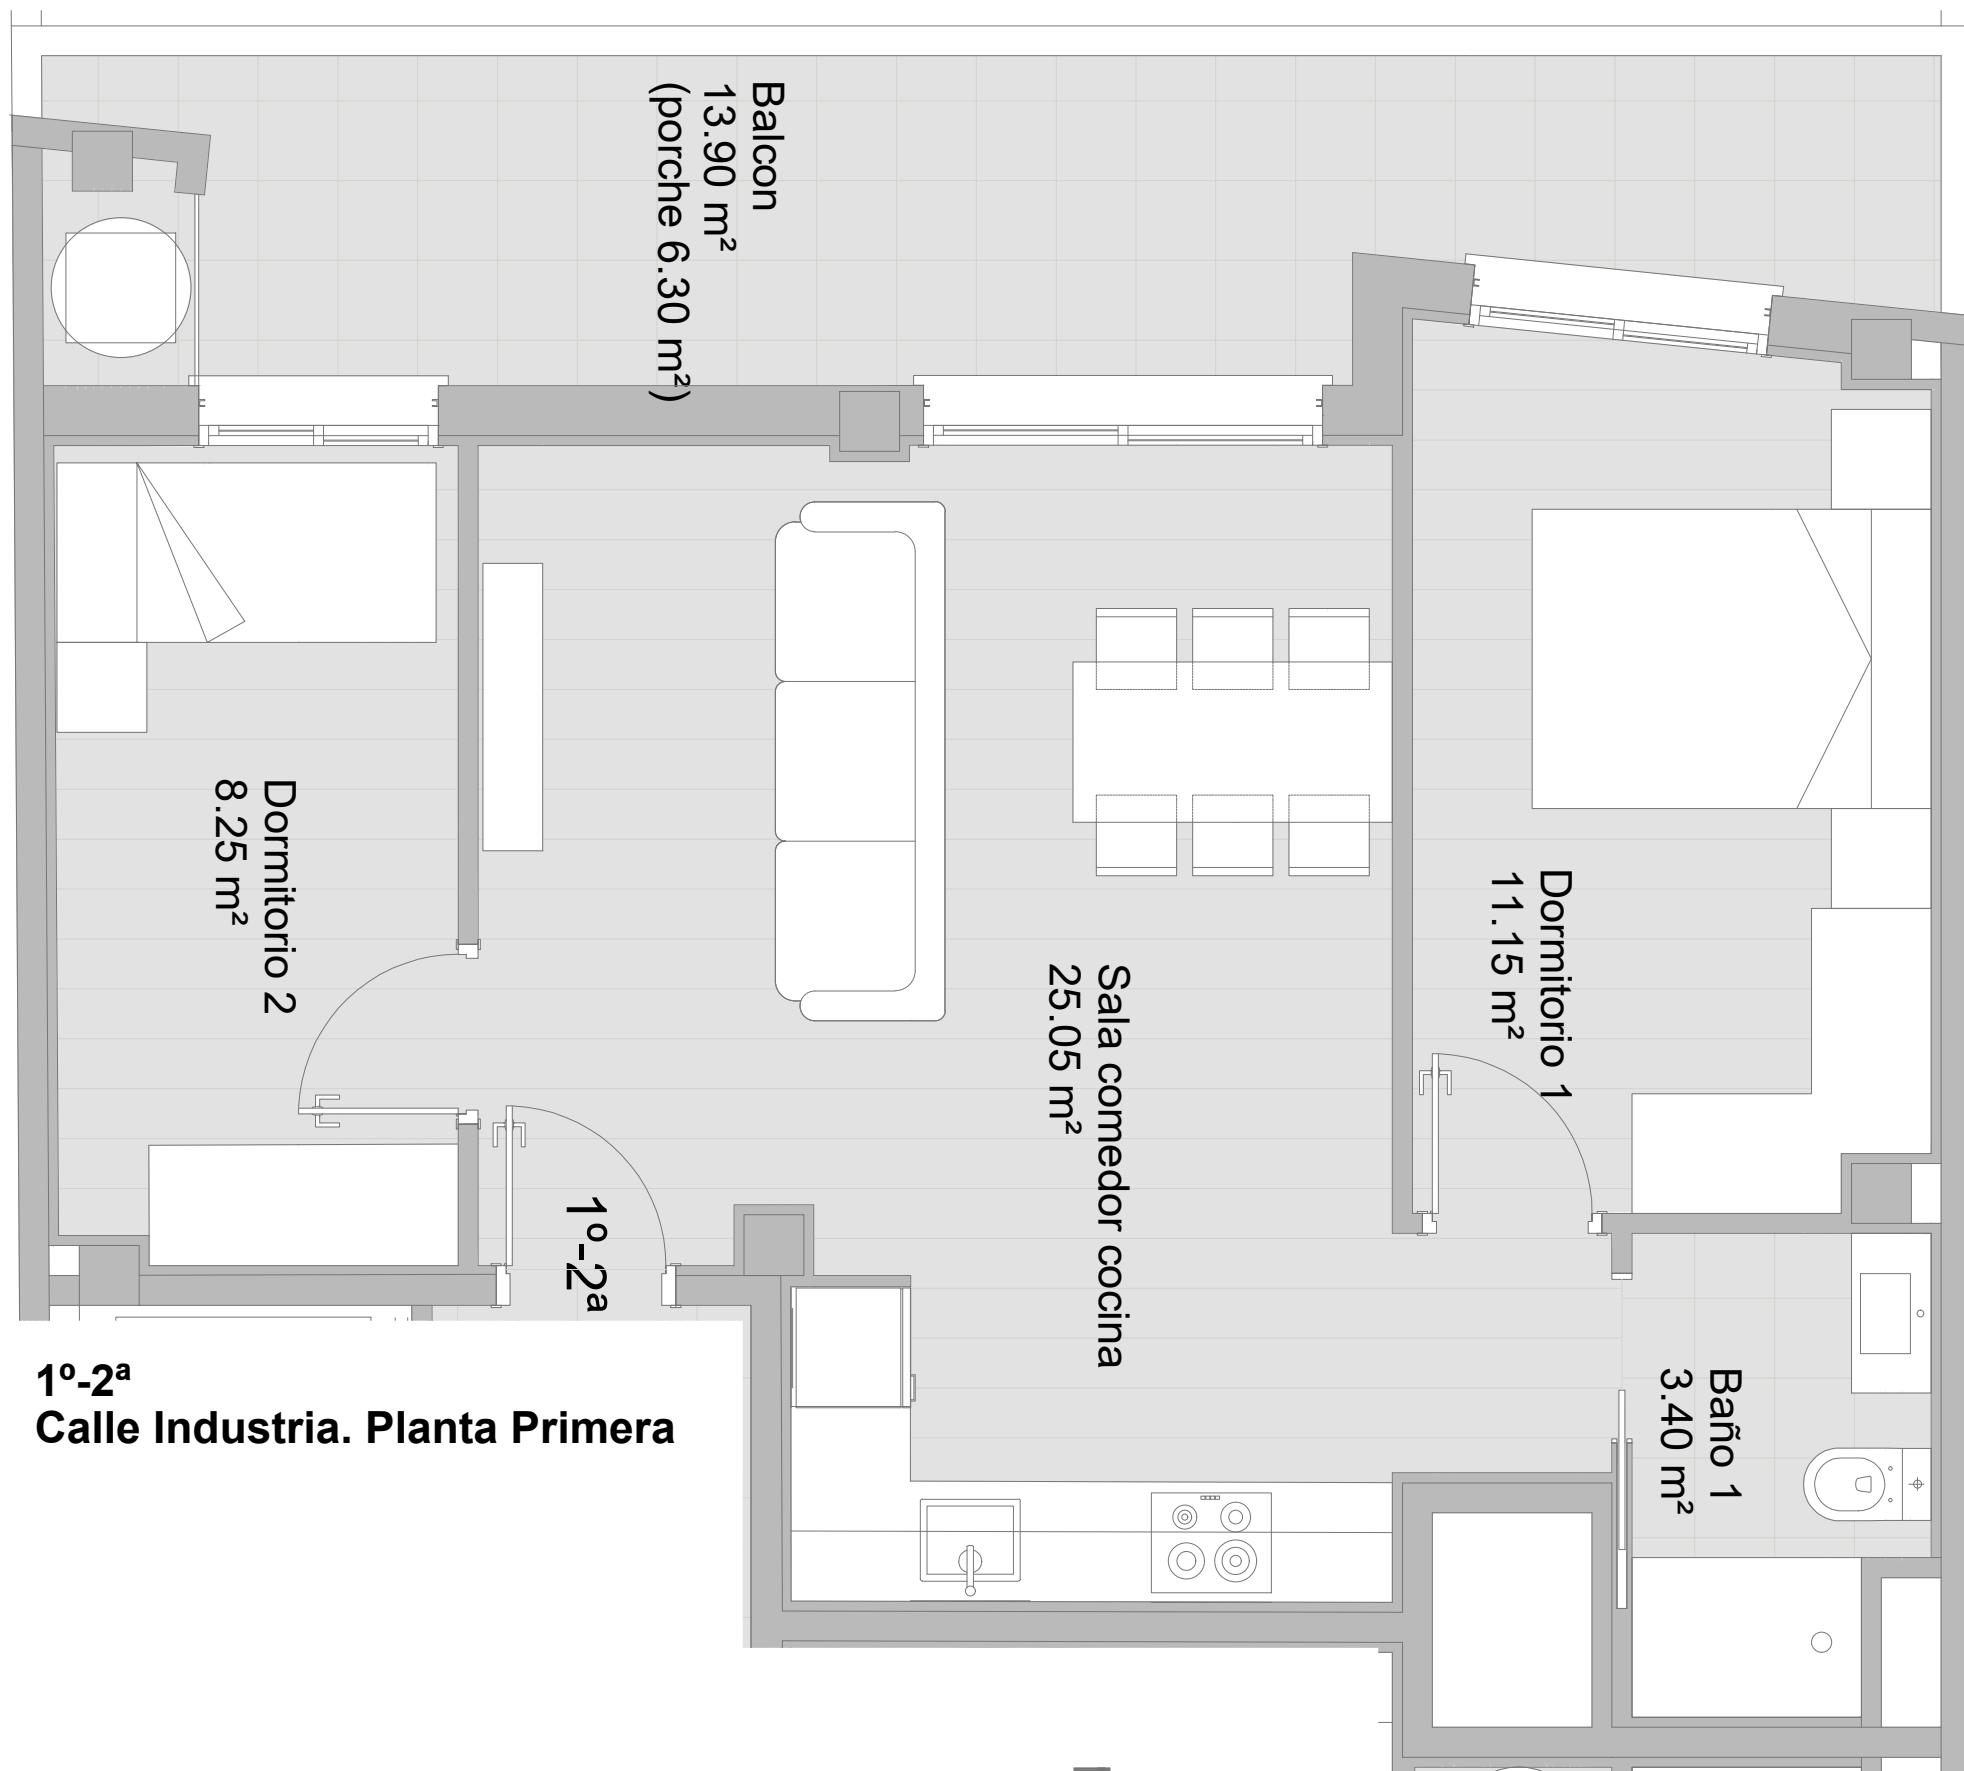 Balcon
13.90 m²
(porche 6.30 m²)
Dormitorio 2
8.25 m²
Dormitorio 1
11.15 m²
Sala comedor cocina
25.05 m²
1º-2ª
Baño 1
3.40 m²
1º-2ª
Calle Industria. Planta Primera